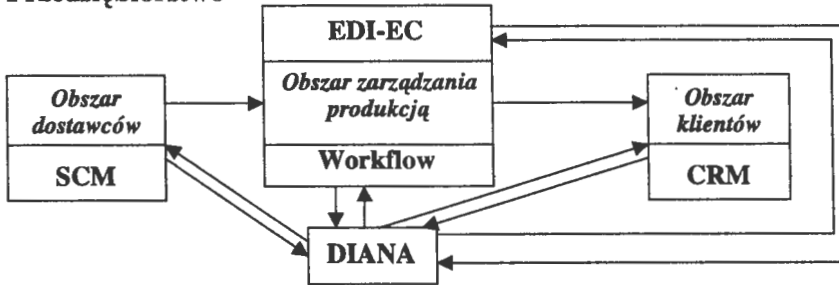 EDI-EC
Obszar zarządzania
produkcją
Workflow
Obszar
dostawców
SCM
Obszar
klientów
CRM
DIANA